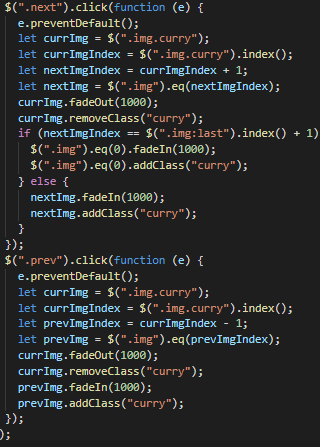 $(".next").click(function (e) {
e.preventDefault();
let currImg = $(".img.curry");
let currImgIndex = $(".img.curry").index();
let nextImgIndex = currImgIndex + 1;
let nextImg = $(".img").eq(nextImgIndex);
currImg.fadeOut(1000);
currImg.removeClass("curry");
if (nextImgIndex == $(".img:last").index() + 1) {
$(".img").eq(0).fadeIn(1000);
$(".img").eq(0).addClass("curry");
} else {
nextImg.fadeIn(1000);
nextImg.addClass("curry");
}
});
$(".prev").click(function (e) {
e.preventDefault();
let currImg = $(".img.curry");
let currImgIndex = $(".img.curry").index();
let prevImgIndex = currImgIndex - 1;
let prevImg = $(".img").eq(prevImgIndex);
currImg.fadeOut(1000);
currImg.removeClass("curry");
prevImg.fadeIn(1000);
prevImg.addClass("curry");
});
);